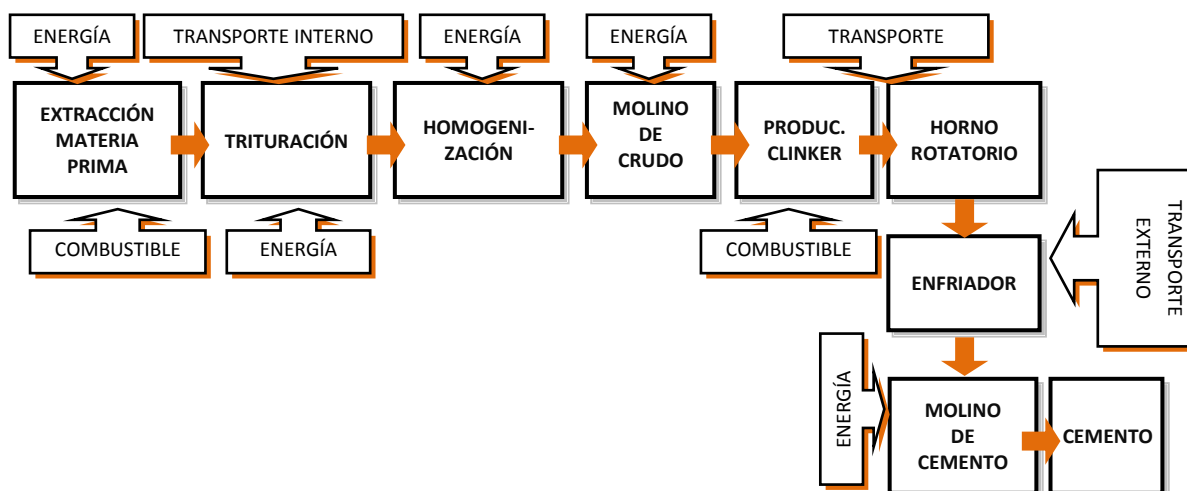 ENERGÍA
TRANSPORTE INTERNO
ENERGÍA
ENERGÍA
TRANSPORTE
EXTRACCIÓN
MATERIA
PRIMA
TRITURACIÓN
HOMOGENI-
ZACIÓN
MOLINO
DE
CRUDO
PRODUC.
CLINKER
HORNO
ROTATORIO
COMBUSTIBLE
ENERGÍA
COMBUSTIBLE
ENFRIADOR
TRANSPORTE
EXTERNO
ENERGÍA
MOLINO
DE
CEMENTO
CEMENTO